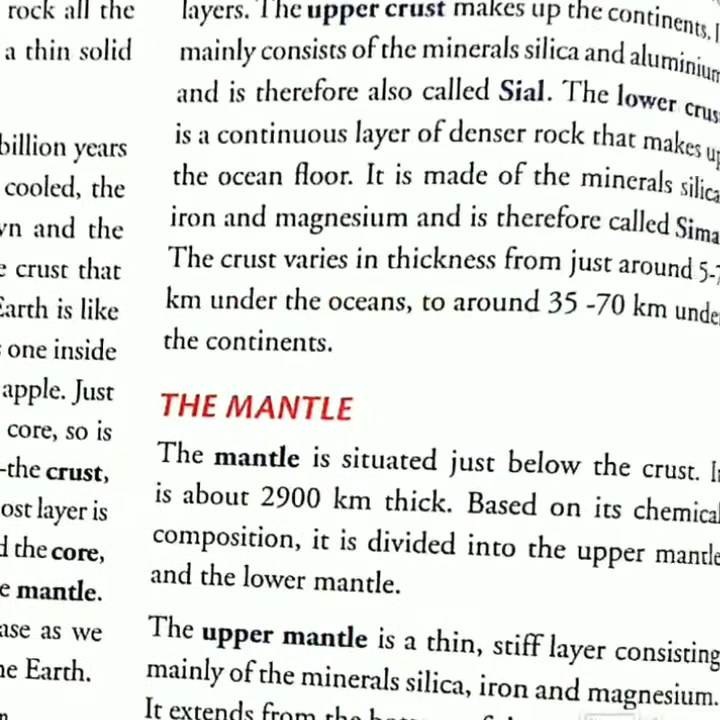 rock all the
a thin solid
billion years
cooled, the
and the
crust that
Earth is like
one inside
apple. Just
core, so is
-the crust,
layer is
the core,
mantle.
as we
Earth.
layers. The upper crust makes up the continents.
mainly consists of the minerals silica and aluminium
and is therefore also called Sial. The lower crust
is a continuous layer of denser rock that makes up
the ocean floor. It is made of the minerals silica
iron and magnesium and is therefore called Sima
The crust varies in thickness from just around 5-7
km under the oceans, to around 35 -70 km under
the continents.
THE MANTLE
The mantle is situated just below the crust. It
is about 2900 km thick. Based on its chemical
composition, it is divided into the upper mantle
and the lower mantle.
The upper mantle is a thin, stiff layer consisting
mainly of the minerals silica, iron and magnesium.
It extends from the